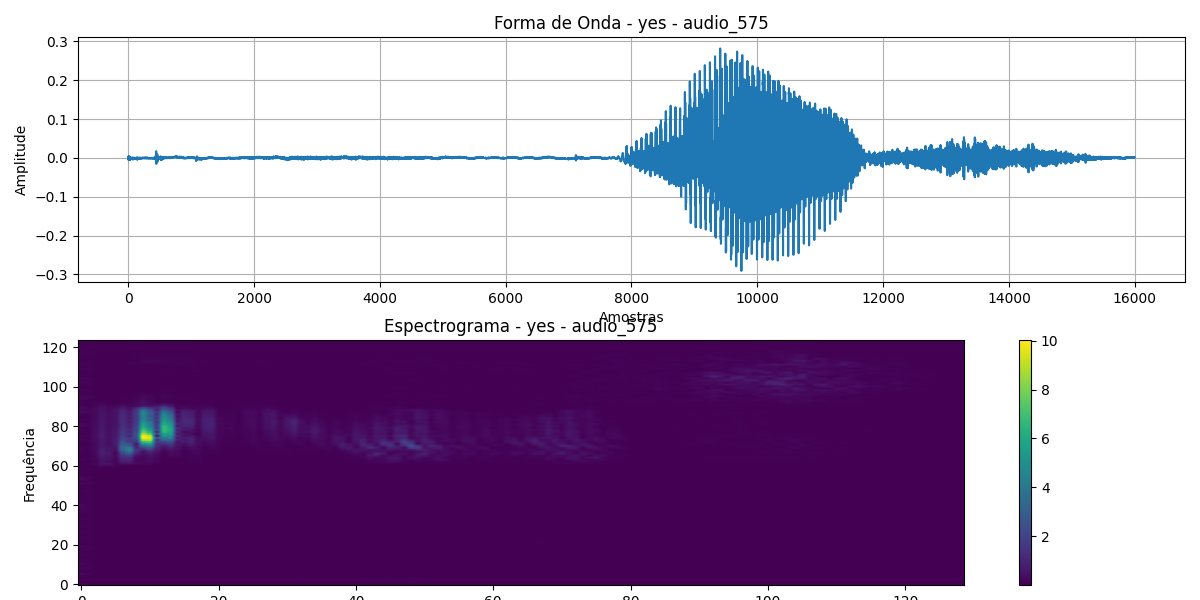 Forma de Onda - yes - audio_575
0.3
0.2
0.1
0.0
−0.1
−0.2
−0.3
Amplitude
0 2000 4000 6000 8000 10000 12000 14000 16000
Amostras
Espectrograma - yes - audio_575
120
100
80
60
40
20
0
Frequência
0 20 40 60 80 100 120
10
8
6
4
2